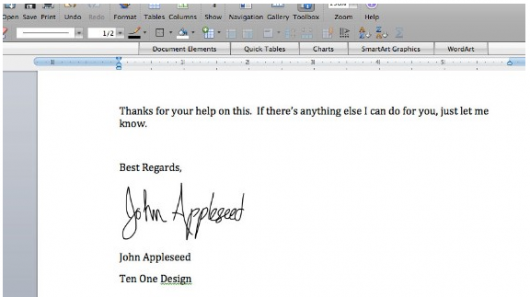 Open Save Print Undo Redo Format Tables Columns Show Navigation Gallery Toolbox Zoom Help
1/2
Document Elements Quick Tables Charts SmartArt Graphics WordArt
Thanks for your help on this. If there's anything else I can do for you, just let me
know.
Best Regards,
John Appleseed
John Appleseed
Ten One Design